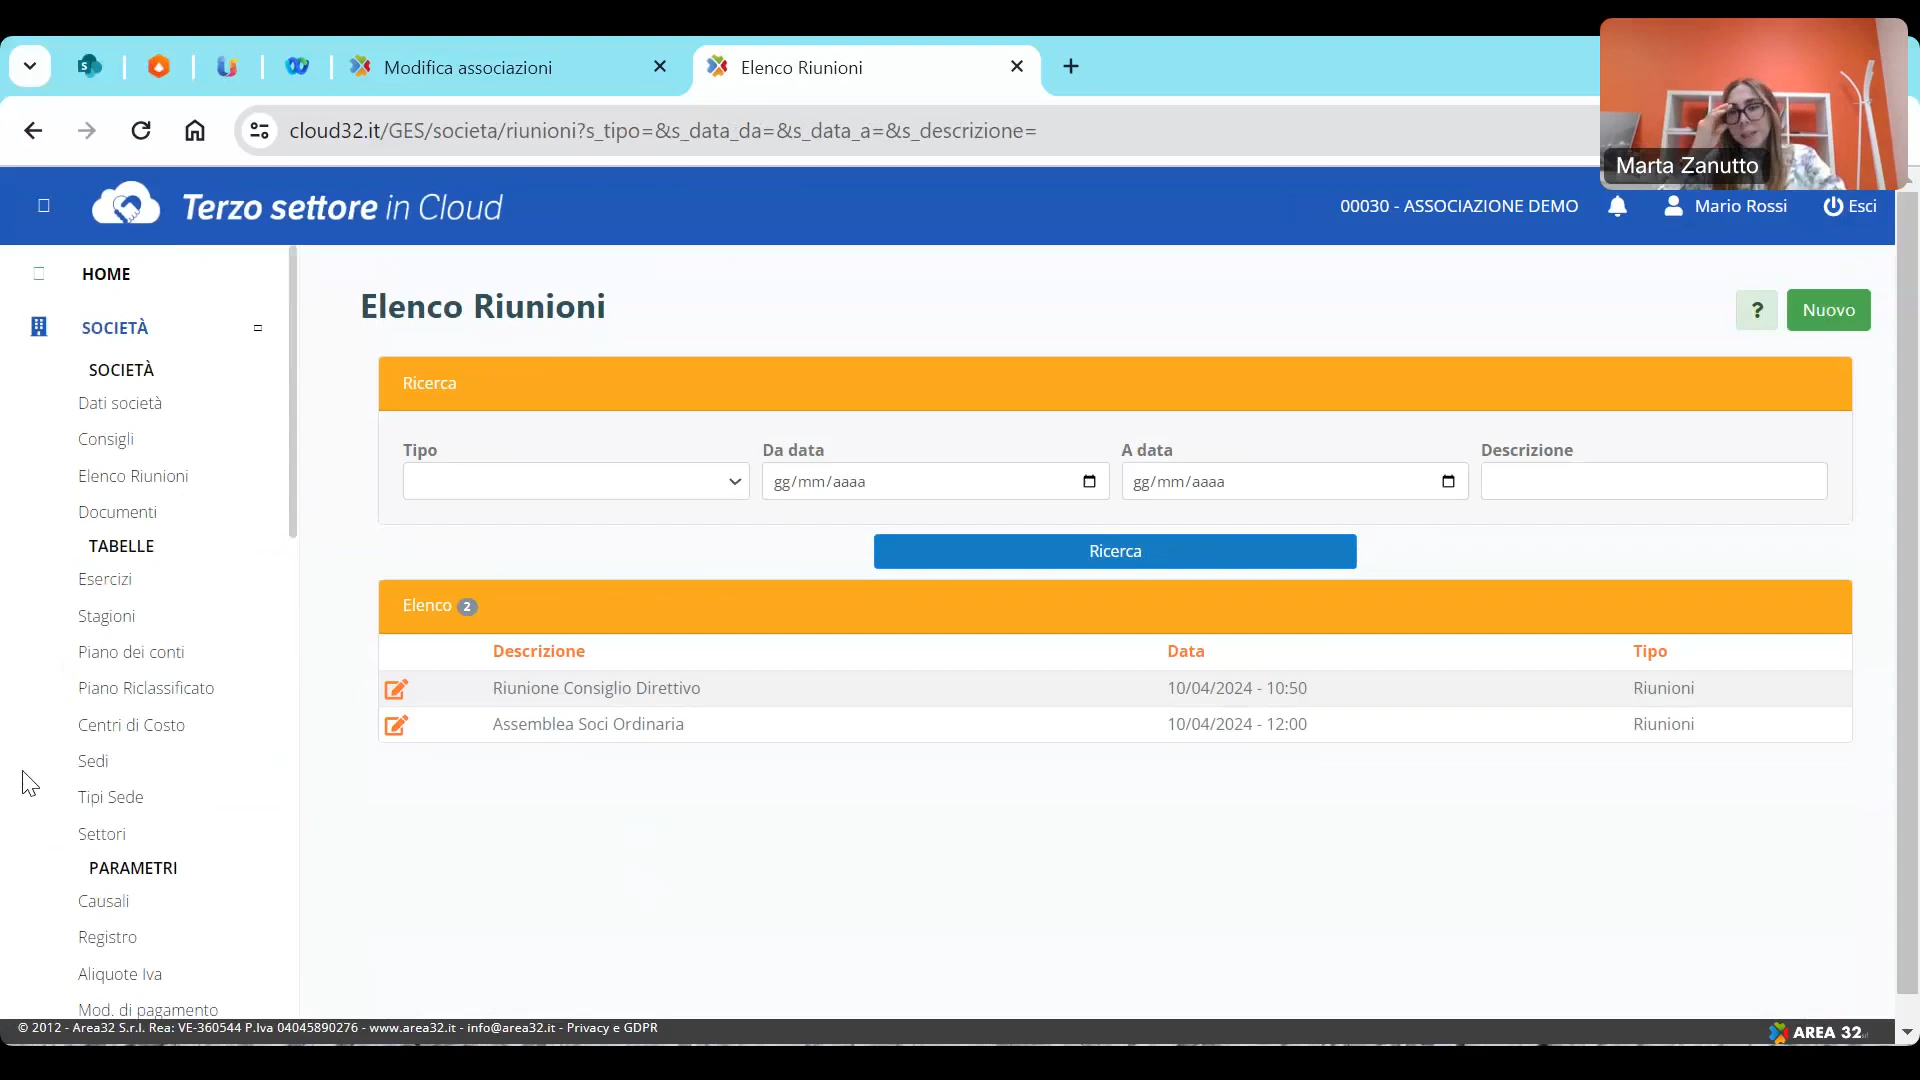 Modifica associazioni
Elenco Riunioni
cloud32.it/GES/societa/riunioni?s_tipo=&s_data_da=&s_data_a=&s_descrizione=
Marta Zanutto
Terzo settore in Cloud
00030 - ASSOCIAZIONE DEMO
Mario Rossi
Esci
HOME
SOCIETÀ
SOCIETÀ
Dati società
Consigli
Elenco Riunioni
Documenti
TABELLE
Esercizi
Stagioni
Piano dei conti
Piano Riclassificato
Centri di Costo
Sedi
Tipi Sede
Settori
PARAMETRI
Causali
Registro
Aliquote Iva
Mod. di pagamento
Elenco Riunioni
? Nuovo
Ricerca
Tipo Da data A data Descrizione
gg/mm/aaaa gg/mm/aaaa
Ricerca
Elenco 2
Descrizione Data Tipo
Riunione Consiglio Direttivo 10/04/2024 - 10:50 Riunioni
Assemblea Soci Ordinaria 10/04/2024 - 12:00 Riunioni
© 2012 - Area32 S.r.l. Rea: VE-360544 P.Iva 04045890276 - www.area32.it - info@area32.it - Privacy e GDPR
AREA 32